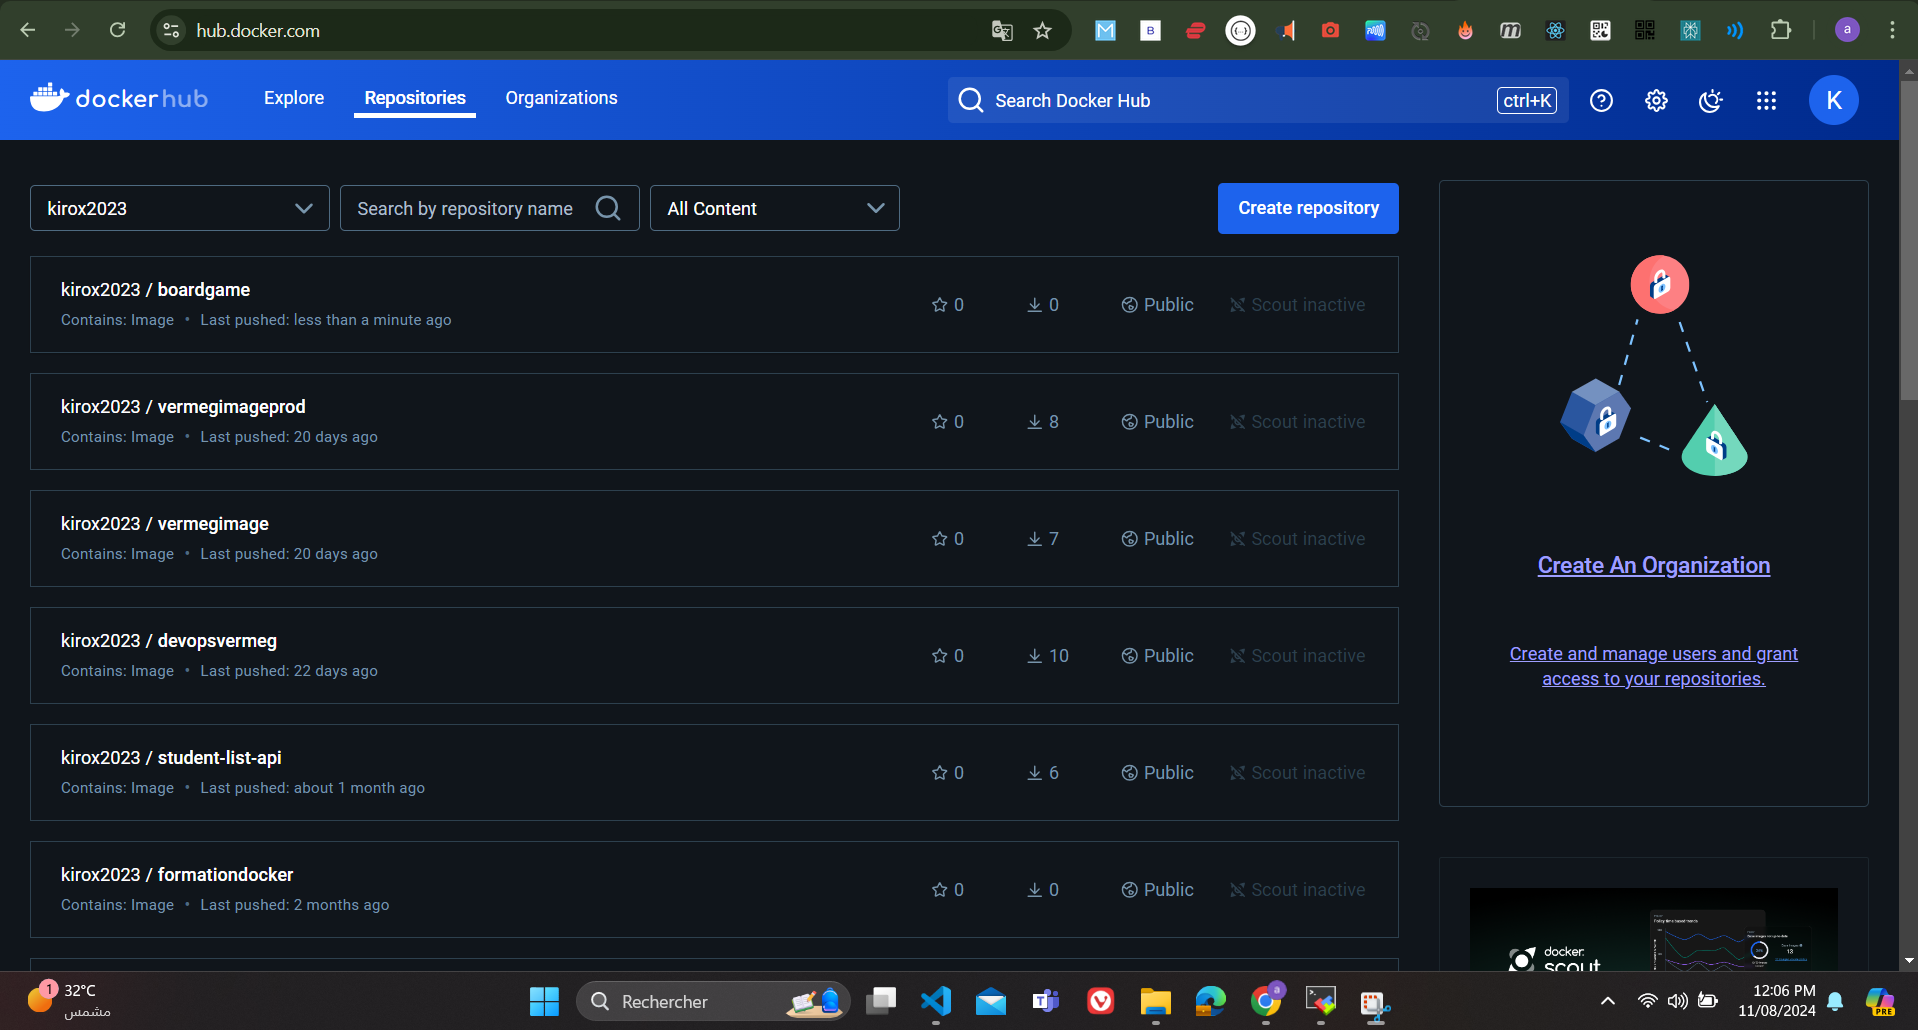 hub.docker.com
a
docker hub
Explore
Repositories
Organizations
Search Docker Hub
ctrl+K
K
kirox2023
Search by repository name
All Content
Create repository
kirox2023 / boardgame
Contains: Image • Last pushed: less than a minute ago
0
0
Public
Scout inactive
kirox2023 / vermegimageprod
Contains: Image • Last pushed: 20 days ago
0
8
Public
Scout inactive
kirox2023 / vermegimage
Contains: Image • Last pushed: 20 days ago
0
7
Public
Scout inactive
kirox2023 / devopsvermeg
Contains: Image • Last pushed: 22 days ago
0
10
Public
Scout inactive
kirox2023 / student-list-api
Contains: Image • Last pushed: about 1 month ago
0
6
Public
Scout inactive
kirox2023 / formationdocker
Contains: Image • Last pushed: 2 months ago
0
0
Public
Scout inactive
Create An Organization
Create and manage users and grant
access to your repositories.
docker
scout
1
32°C
مشمس
Rechercher
12:06 PM
11/08/2024
PRE